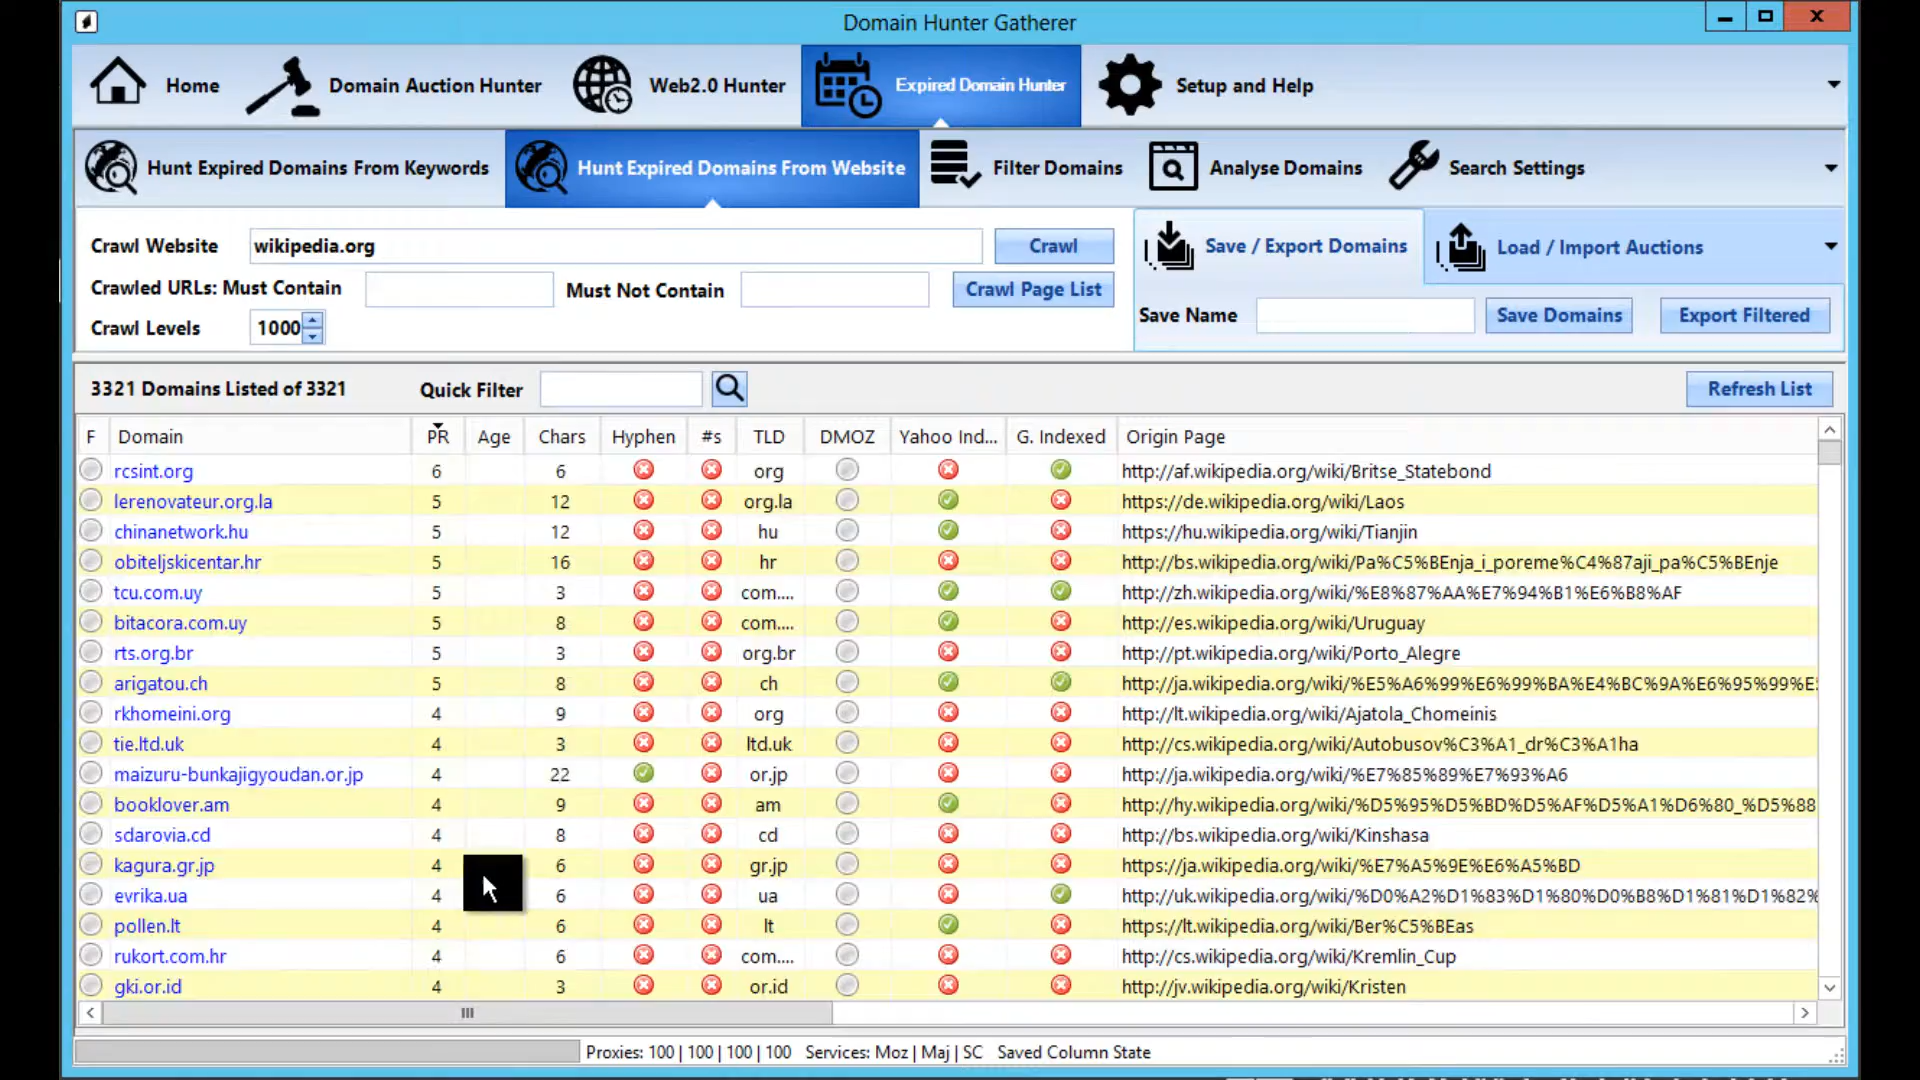 Domain Hunter Gatherer
Home Domain Auction Hunter Web2.0 Hunter Expired Domain Hunter Setup and Help
Hunt Expired Domains From Keywords Hunt Expired Domains From Website Filter Domains Analyse Domains Search Settings
Crawl Website wikipedia.org Crawl Save / Export Domains Load / Import Auctions
Crawled URLs: Must Contain Must Not Contain Crawl Page List
Save Name Save Domains Export Filtered
Crawl Levels 1000
3321 Domains Listed of 3321 Quick Filter Refresh List
F Domain PR Age Chars Hyphen #s TLD DMOZ Yahoo Ind... G. Indexed Origin Page
rcsint.org 6 6 org http://af.wikipedia.org/wiki/Britse_Statebond
lerenovateur.org.la 5 12 org.la https://de.wikipedia.org/wiki/Laos
chinanetwork.hu 5 12 hu https://hu.wikipedia.org/wiki/Tianjin
obiteljskicentar.hr 5 16 hr http://bs.wikipedia.org/wiki/Pa%C5%BEnja_i_poreme%C4%87aji_pa%C5%BEnje
tcu.com.uy 5 3 com.... http://zh.wikipedia.org/wiki/%E8%87%AA%E7%94%B1%E6%B8%AF
bitacora.com.uy 5 8 com.... http://es.wikipedia.org/wiki/Uruguay
rts.org.br 5 3 org.br http://pt.wikipedia.org/wiki/Porto_Alegre
arigatou.ch 5 8 ch http://ja.wikipedia.org/wiki/%E5%A6%99%E6%99%BA%E4%BC%9A%E6%95%99%E5
rkhomeini.org 4 9 org http://lt.wikipedia.org/wiki/Ajatola_Chomeinis
tie.ltd.uk 4 3 ltd.uk http://cs.wikipedia.org/wiki/Autobusov%C3%A1_dr%C3%A1ha
maizuru-bunkajigyoudan.or.jp 4 22 or.jp http://ja.wikipedia.org/wiki/%E7%85%89%E7%93%A6
booklover.am 4 9 am http://hy.wikipedia.org/wiki/%D5%95%D5%BD%D5%AF%D5%A1%D6%80_%D5%88
sdarovia.cd 4 8 cd http://bs.wikipedia.org/wiki/Kinshasa
kagura.gr.jp 4 6 gr.jp https://ja.wikipedia.org/wiki/%E7%A5%9E%E6%A5%BD
evrika.ua 4 6 ua http://uk.wikipedia.org/wiki/%D0%A2%D1%83%D1%80%D0%B8%D1%81%D1%82%
pollen.lt 4 6 lt https://lt.wikipedia.org/wiki/Ber%C5%BEas
rukort.com.hr 4 6 com.... http://cs.wikipedia.org/wiki/Kremlin_Cup
gki.or.id 4 3 or.id http://jv.wikipedia.org/wiki/Kristen
Proxies: 100 | 100 | 100 | 100 Services: Moz | Maj | SC Saved Column State